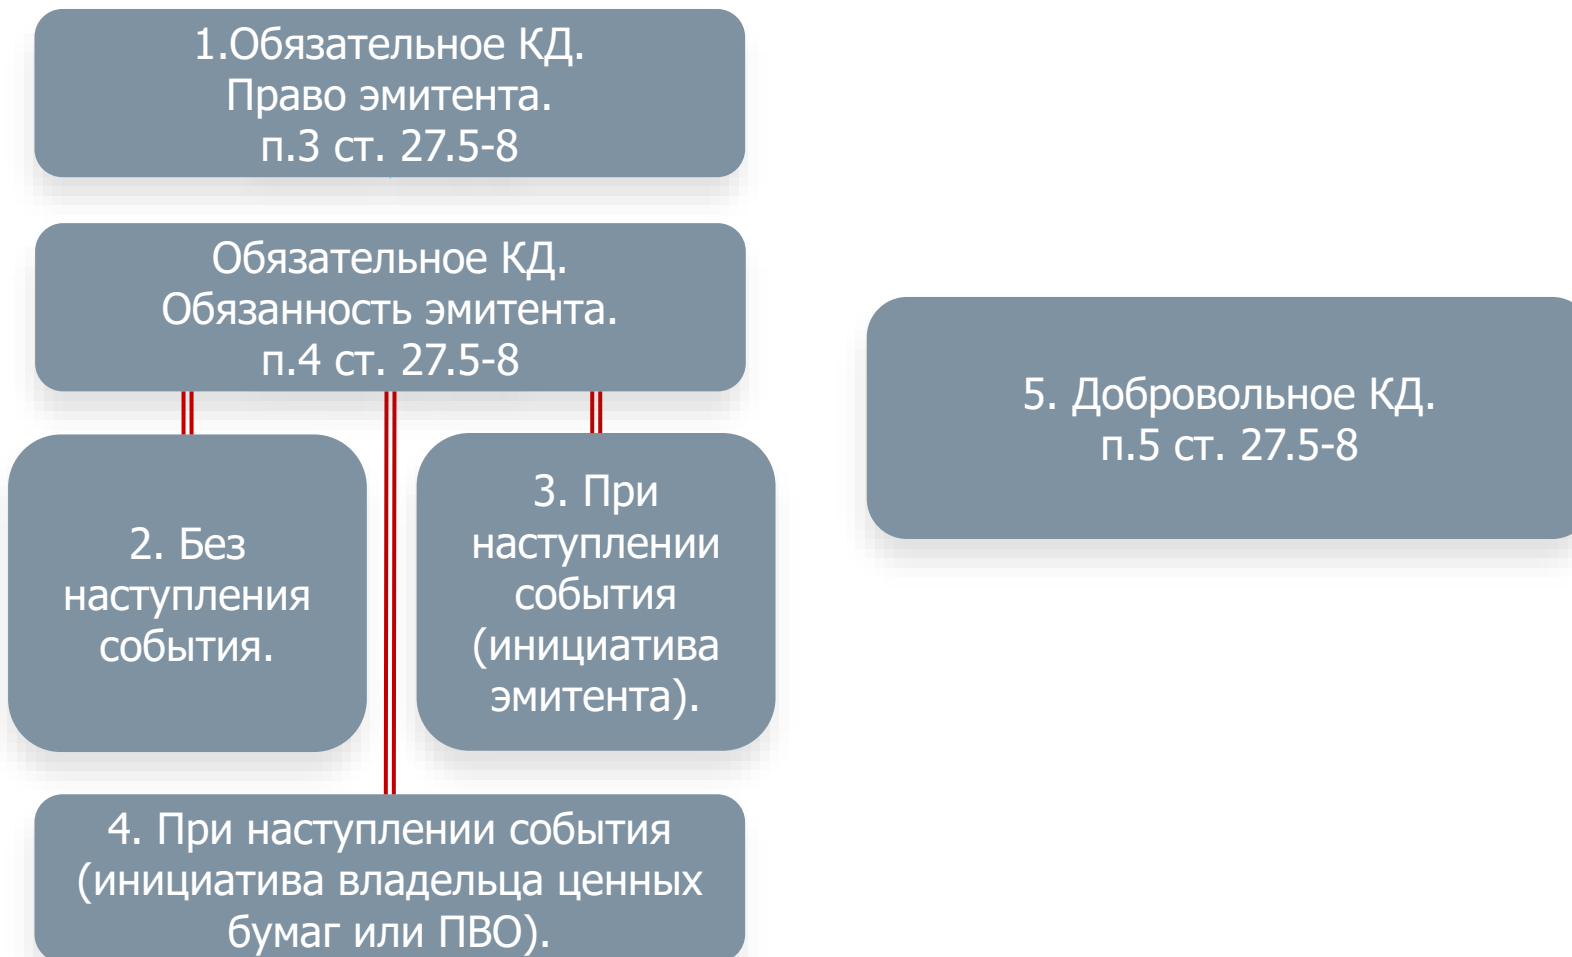 1.Обязательное КД.
Право эмитента.
п.3 ст. 27.5-8
Обязательное КД.
Обязанность эмитента.
п.4 ст. 27.5-8
2. Без
наступления
события.
3. При
наступлении
события
(инициатива
эмитента).
4. При наступлении события
(инициатива владельца ценных
бумаг или ПВО).
5. Добровольное КД.
п.5 ст. 27.5-8